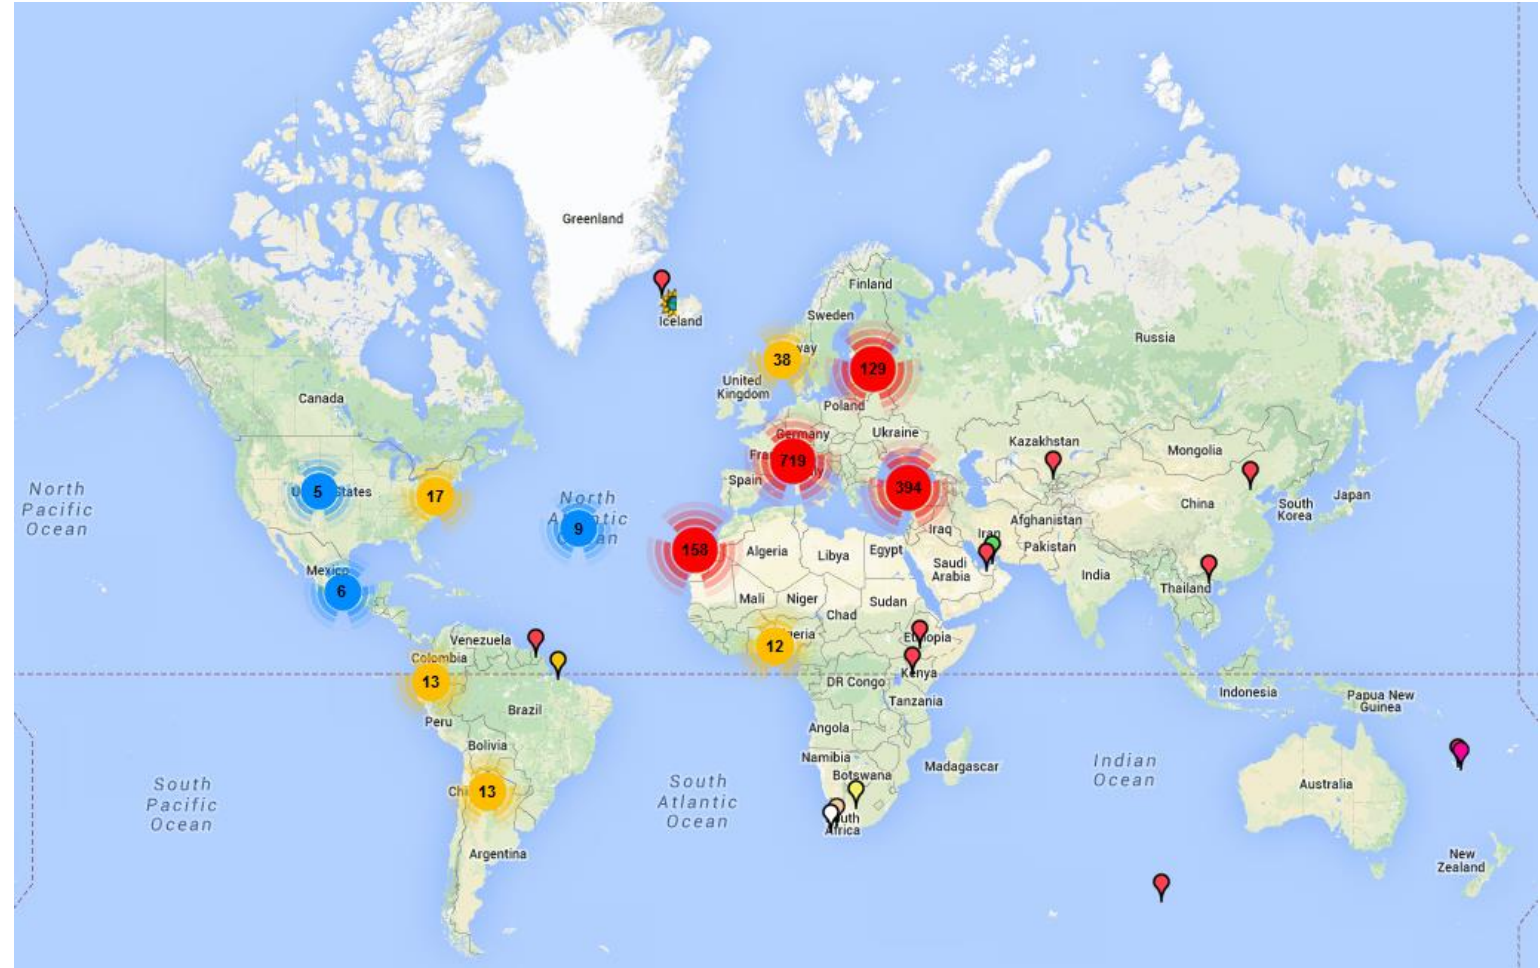 Greenland
Finland
Iceland
Sweden
Russia
38
way
129
United
Kingdom
Canada
Poland
Germany
Ukraine
Kazakhstan
Mongolia
719
Spain
North
Pacific
Ocean
5
States
17
394
North
9
China
South
Korea
Japan
Iraq
Iran
Afghanistan
158
Algeria
Libya
Egypt
Pakistan
Saudi
Arabia
India
Mexico
6
Thailand
Mali
Niger
Chad
Sudan
Venezuela
12
Ethiopia
Colombia
13
Kenya
DR Congo
Indonesia
Papua New
Guinea
Tanzania
Brazil
Peru
Angola
Bolivia
Namibia
Madagascar
Botswana
Indian
Ocean
South
Pacific
Ocean
13
South
Atlantic
Ocean
Australia
Africa
Argentina
New
Zealand